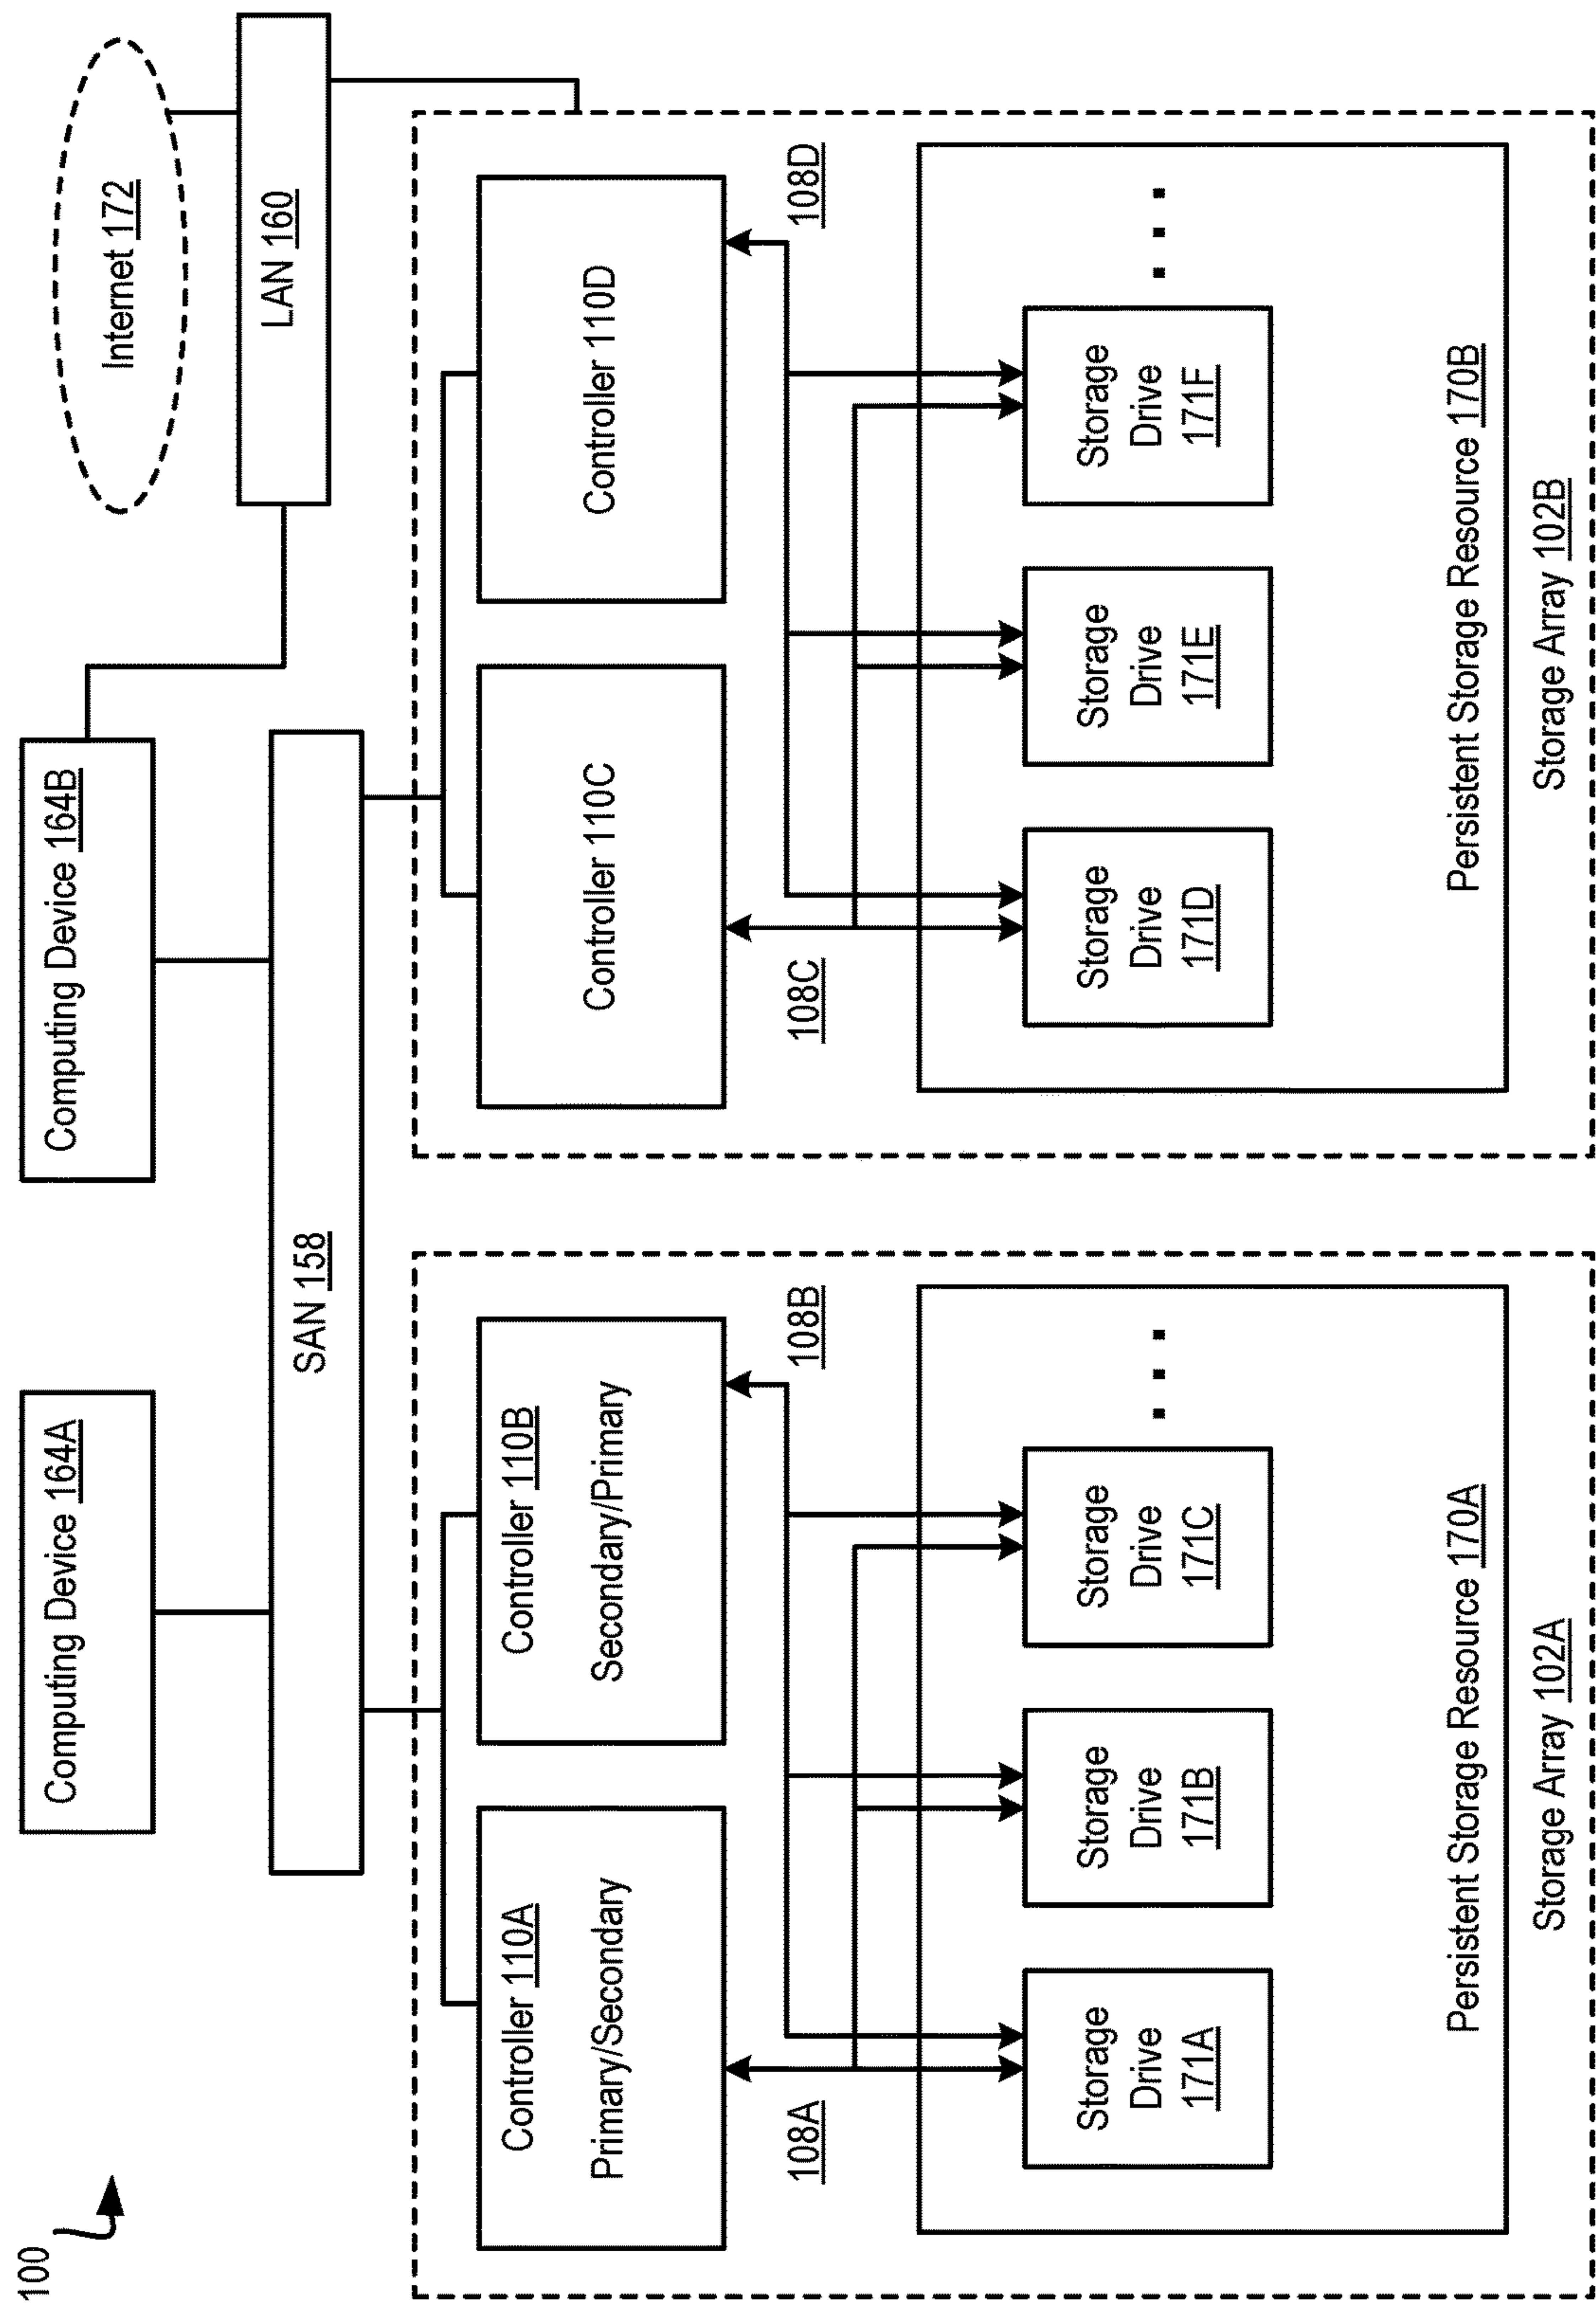 100
Computing Device 164A
Computing Device 164B
Internet 172
LAN 160
SAN 158
Controller 110A
Primary/Secondary
Controller 110B
Secondary/Primary
Controller 110C
Controller 110D
108A
108B
108C
108D
Storage
Drive
171A
Storage
Drive
171B
Storage
Drive
171C
Storage
Drive
171D
Storage
Drive
171E
Storage
Drive
171F
Persistent Storage Resource 170A
Persistent Storage Resource 170B
Storage Array 102A
Storage Array 102B